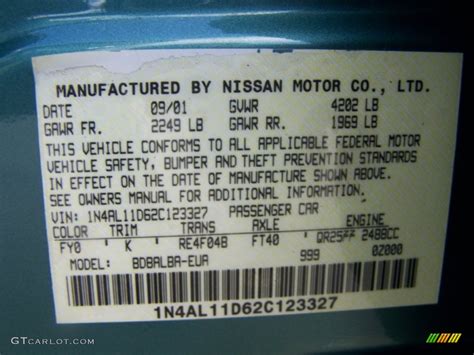 MANUFACTURED BY NISSAN MOTOR CO., LTD.
DATE 09/01 GVWR 4202 LB
GAWR FR. 2249 LB GAWR RR. 1969 LB
THIS VEHICLE CONFORMS TO ALL APPLICABLE FEDERAL MOTOR
VEHICLE SAFETY, BUMPER AND THEFT PREVENTION STANDARDS
IN EFFECT ON THE DATE OF MANUFACTURE SHOWN ABOVE.
SEE OWNERS MANUAL FOR ADDITIONAL INFORMATION.
VIN: 1N4AL11D62C123327 PASSENGER CAR
COLOR TRIM TRANS AXLE ENGINE
FY0 ' K ' RE4F04B FT40 QR25** 2488CC
MODEL: BDBALBA-EUA 999 0Z000
1N4AL11D62C123327
GTCARLOT.COM